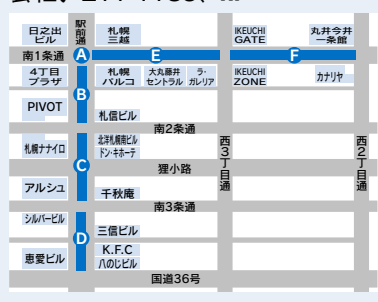 日之出
ビル
駅前通
札幌
三越
IKEUCHI
GATE
丸井今井
一条館
南1条通
A
E
F
4丁目
プラザ
札幌
パルコ
大丸藤井
セントラル
ラ・
ガレリア
IKEUCHI
ZONE
カナリヤ
B
PIVOT
札信ビル
南2条通
札幌ナナイロ
北洋札幌南ビル
ドン・キホーテ
西3丁目通
西2丁目通
C
狸小路
アルシュ
千秋庵
南3条通
シルバービル
三信ビル
D
恵愛ビル
K.F.C
八のじビル
国道36号